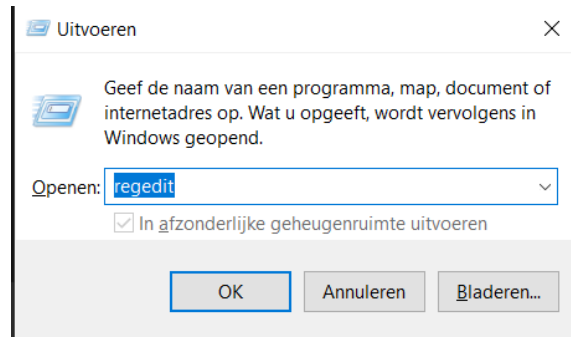 Uitvoeren
Geef de naam van een programma, map, document of
internetadres op. Wat u opgeeft, wordt vervolgens in
Windows geopend.
Openen: regedit
In afzonderlijke geheugenruimte uitvoeren
OK Annuleren Bladeren...